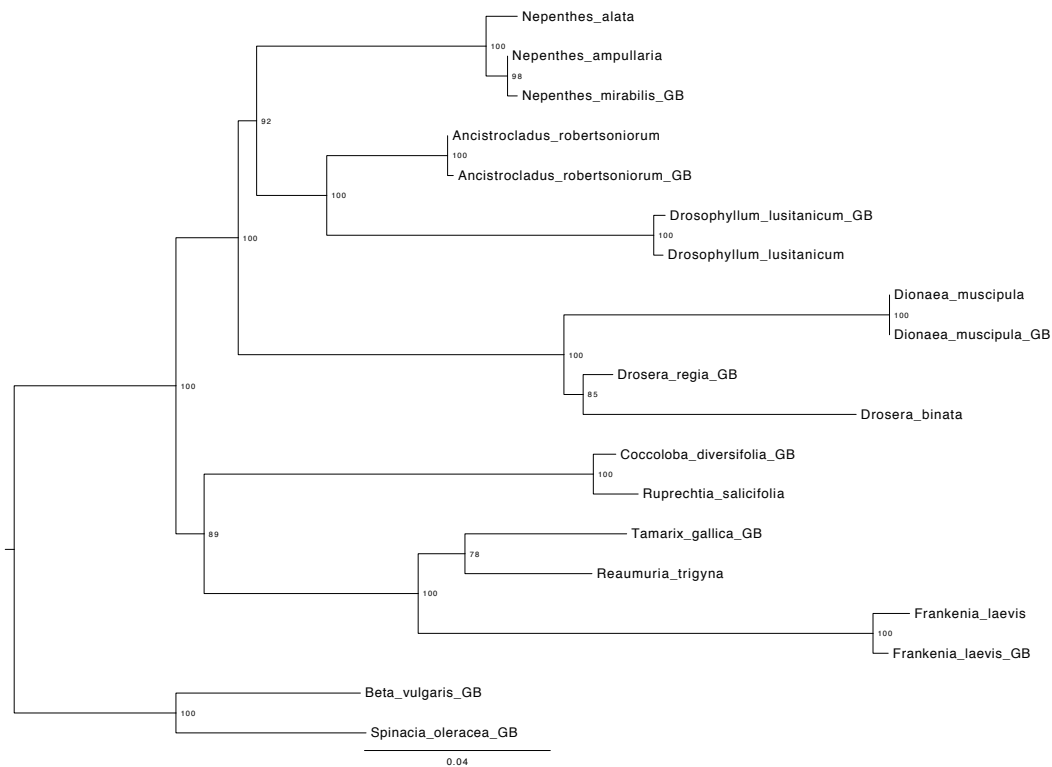 Nepenthes_alata
100
Nepenthes_ampullaria
98
Nepenthes_mirabilis_GB
92
Ancistrocladus_robertsoniorum
100
Ancistrocladus_robertsoniorum_GB
100
Drosophyllum_lusitanicum_GB
100
100
Drosophyllum_lusitanicum
Dionaea_muscipula
100
Dionaea_muscipula_GB
100
Drosera_regia_GB
100
85
Drosera_binata
Coccoloba_diversifolia_GB
100
Ruprechtia_salicifolia
89
Tamarix_gallica_GB
78
Reaumuria_trigyna
100
Frankenia_laevis
100
Frankenia_laevis_GB
Beta_vulgaris_GB
100
Spinacia_oleracea_GB
0.04